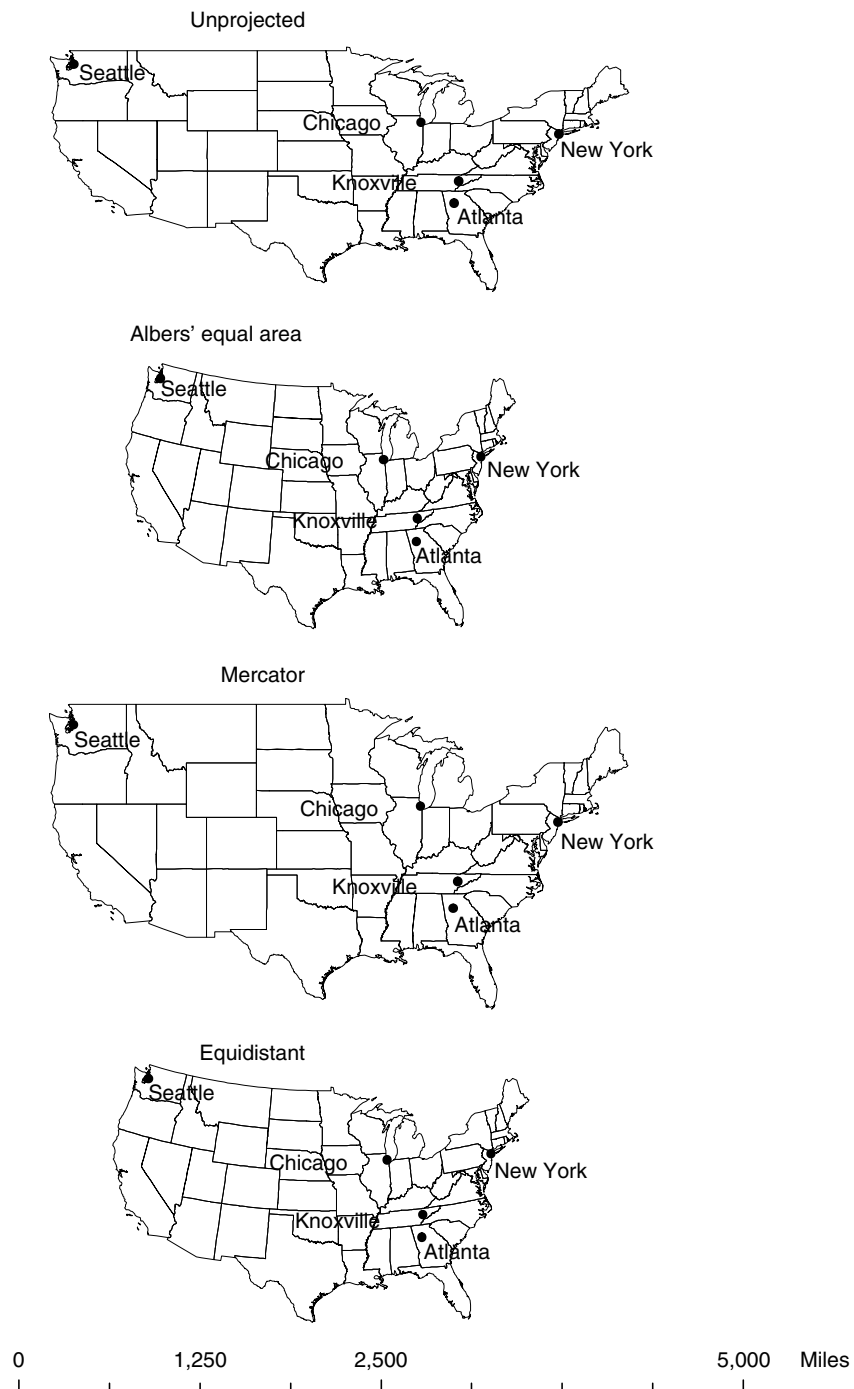 Unprojected
Seattle
Chicago
New York
Knoxville
Atlanta
Albers’ equal area
Seattle
Chicago
New York
Knoxville
Atlanta
Mercator
Seattle
Chicago
New York
Knoxville
Atlanta
Equidistant
Seattle
Chicago
New York
Knoxville
Atlanta
0 1,250 2,500 5,000 Miles